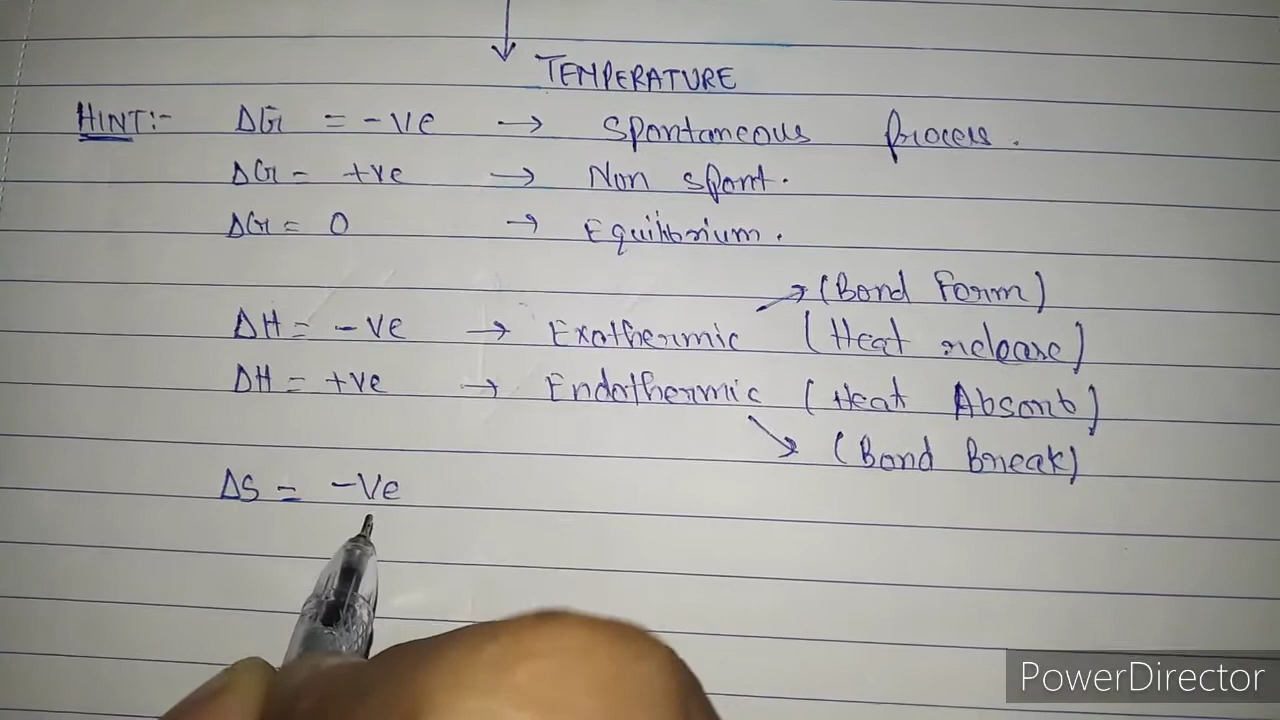 TEMPERATURE
HINT:- ΔG = -ve → Spontaneous Process.
ΔG = +ve → Non spont.
ΔG = 0 → Equilibrium.
→ (Bond Form)
ΔH = -ve → Exothermic (Heat release)
ΔH = +ve → Endothermic (Heat Absorb)
→ (Bond Break)
ΔS = -Ve
PowerDirector